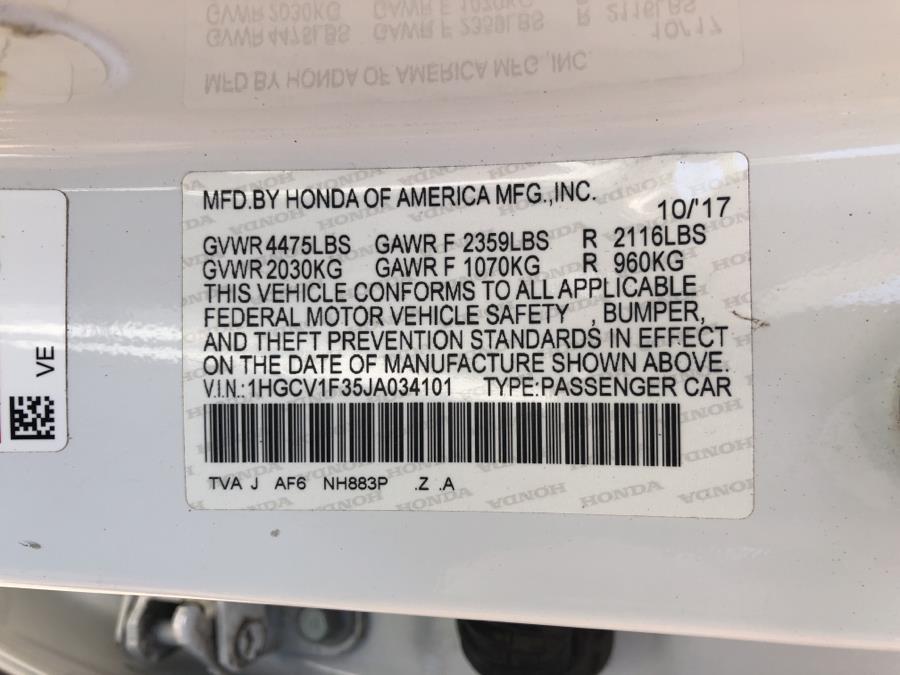 MFD.BY HONDA OF AMERICA MFG.,INC.
10/'17
GVWR 4475LBS GAWR F 2359LBS R 2116LBS
GVWR 2030KG GAWR F 1070KG R 960KG
THIS VEHICLE CONFORMS TO ALL APPLICABLE
FEDERAL MOTOR VEHICLE SAFETY , BUMPER,
AND THEFT PREVENTION STANDARDS IN EFFECT
ON THE DATE OF MANUFACTURE SHOWN ABOVE.
V.I.N.:1HGCV1F35JA034101 TYPE:PASSENGER CAR
TVA J AF6 NH883P .Z .A
VE